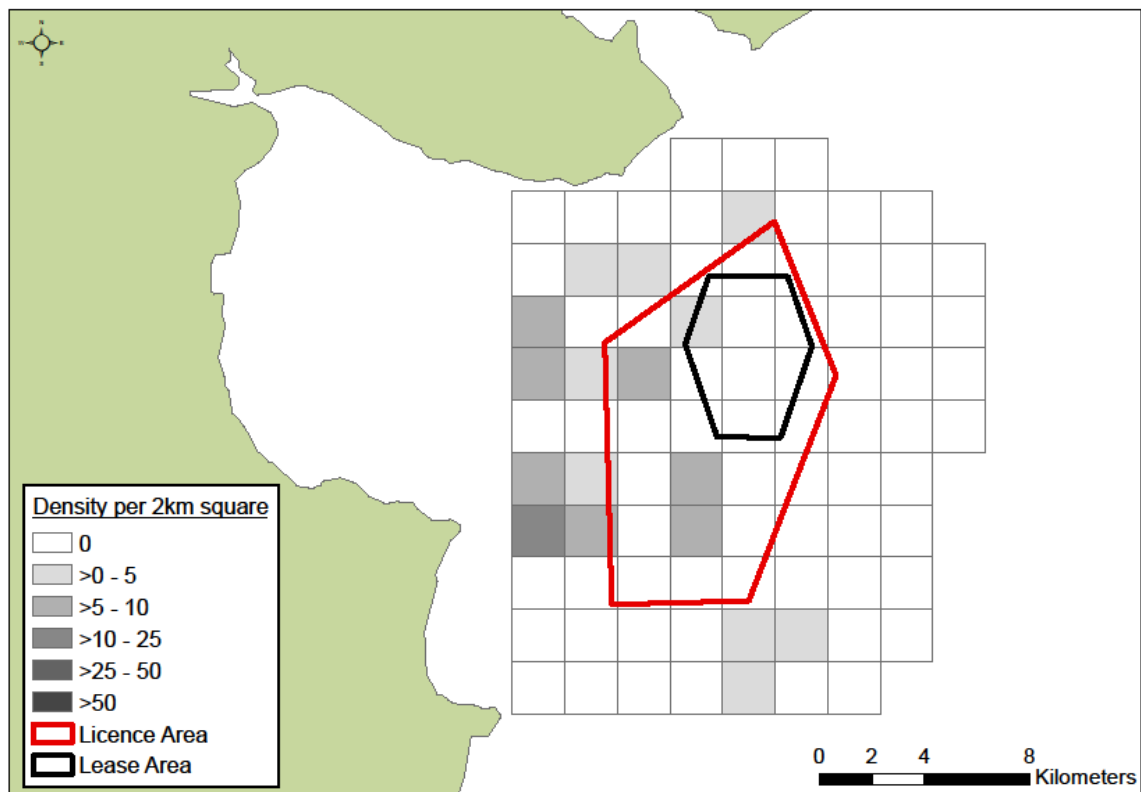 N
E
S
Density per 2km square
0
>0 - 5
>5 - 10
>10 - 25
>25 - 50
>50
Licence Area
Lease Area
0 2 4 8
Kilometers